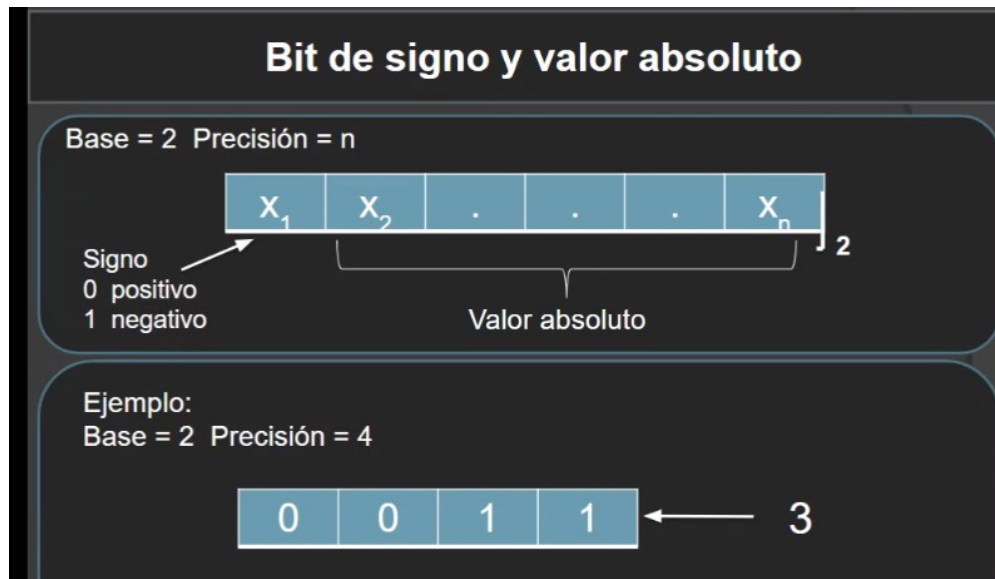 Bit de signo y valor absoluto
Base = 2 Precisión = n
x₁ x₂ . . . xₙ 2
Signo
0 positivo
1 negativo
Valor absoluto
Ejemplo:
Base = 2 Precisión = 4
0 0 1 1 3